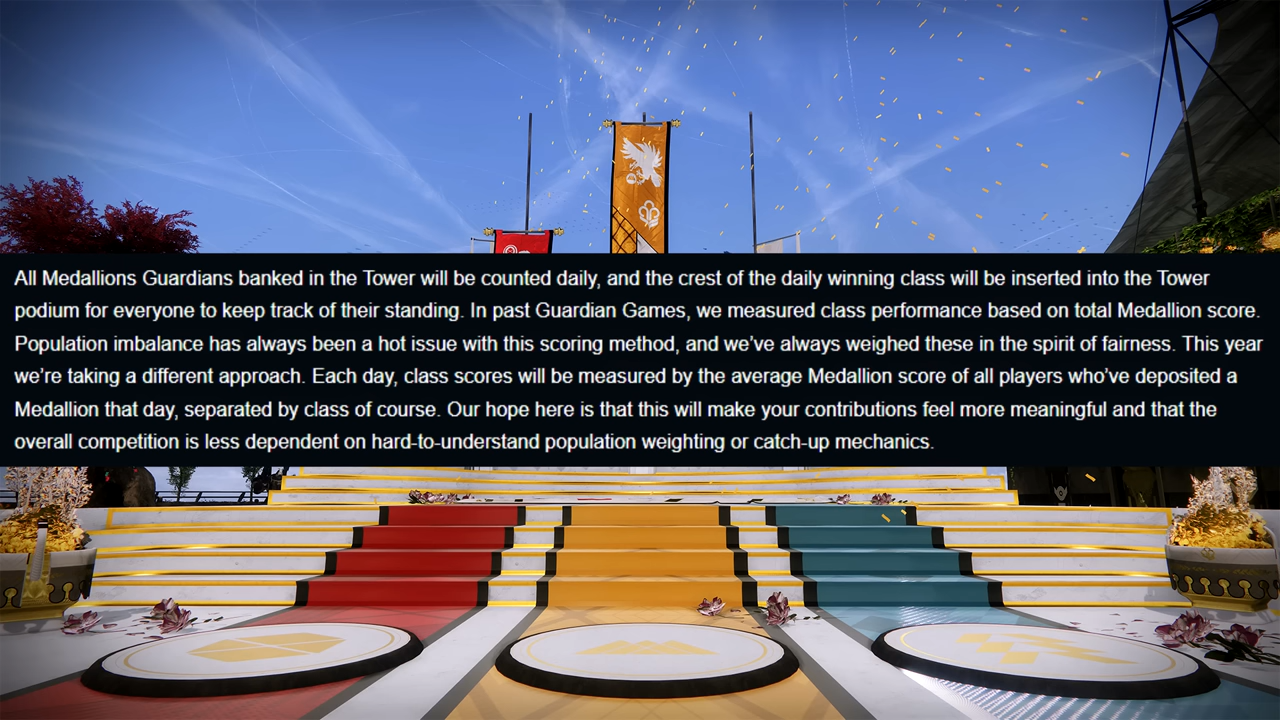 All Medallions Guardians banked in the Tower will be counted daily, and the crest of the daily winning class will be inserted into the Tower
podium for everyone to keep track of their standing. In past Guardian Games, we measured class performance based on total Medallion score.
Population imbalance has always been a hot issue with this scoring method, and we’ve always weighed these in the spirit of fairness. This year
we’re taking a different approach. Each day, class scores will be measured by the average Medallion score of all players who’ve deposited a
Medallion that day, separated by class of course. Our hope here is that this will make your contributions feel more meaningful and that the
overall competition is less dependent on hard-to-understand population weighting or catch-up mechanics.